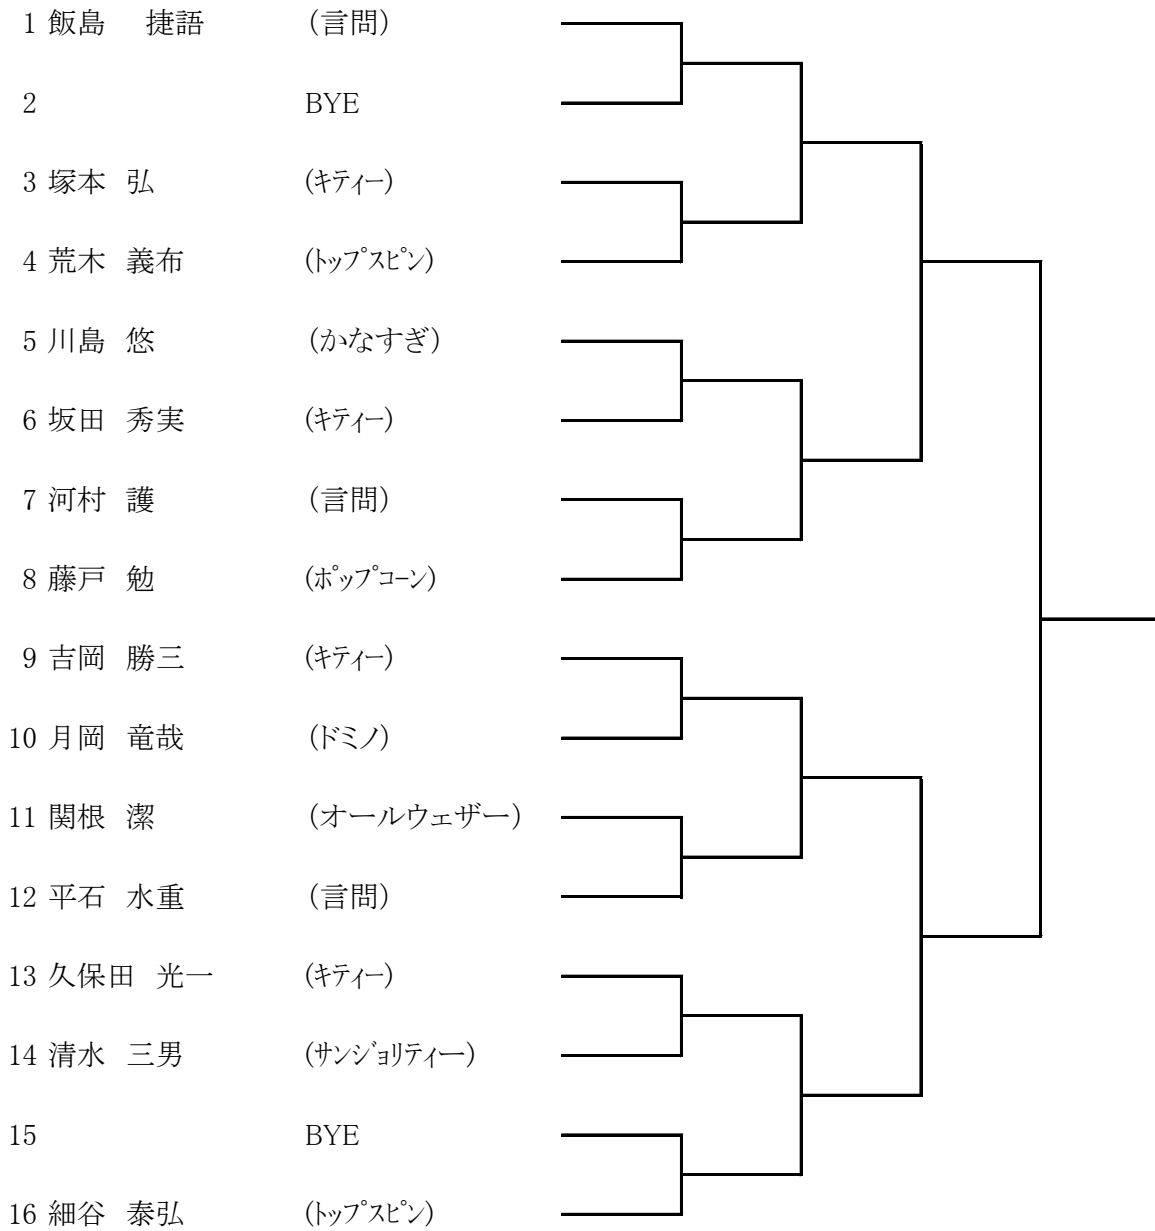 1 飯島 捷語 (言問)
2 BYE
3 塚本 弘 (ｷﾃｨｰ)
4 荒木 義布 (ﾄｯﾌﾟｽﾋﾟﾝ)
5 川島 悠 (かなすぎ)
6 坂田 秀実 (ｷﾃｨｰ)
7 河村 護 (言問)
8 藤戸 勉 (ﾎﾟｯﾌﾟｺｰﾝ)
9 吉岡 勝三 (ｷﾃｨｰ)
10 月岡 竜哉 (ドミノ)
11 関根 潔 (オールウェザー)
12 平石 水重 (言問)
13 久保田 光一 (ｷﾃｨｰ)
14 清水 三男 (ｻﾝｼﾞｮﾘﾃｨｰ)
15 BYE
16 細谷 泰弘 (ﾄｯﾌﾟｽﾋﾟﾝ)